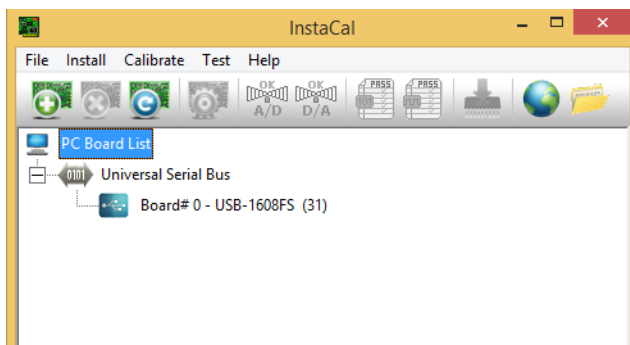 InstaCal
File Install Calibrate Test Help
OK A/D OK D/A PASS 101 PASS
PC Board List
0101 Universal Serial Bus
Board# 0 - USB-1608FS (31)